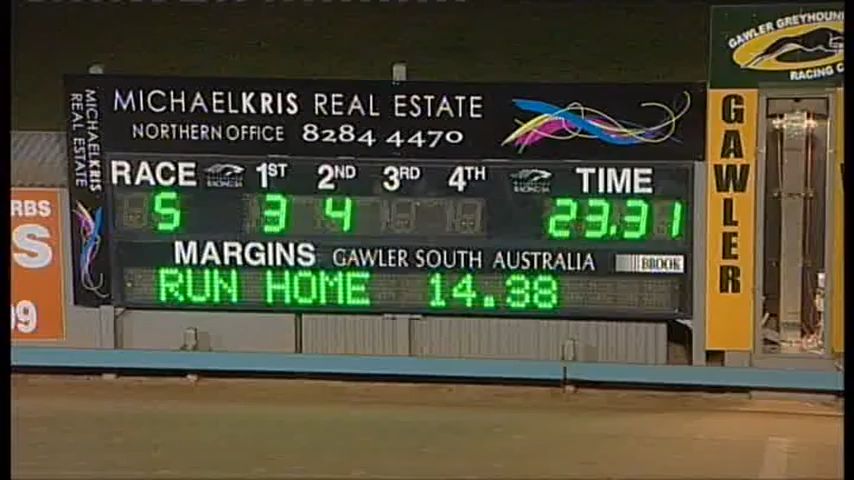 GAWLER GREYHOUND
RACING C
MICHAELKRIS REAL ESTATE
NORTHERN OFFICE 8284 4470
MICHAELKRIS
REAL ESTATE
RACE 1ST 2ND 3RD 4TH TIME
5 3 4 23.31
MARGINS GAWLER SOUTH AUSTRALIA BROOK
RUN HOME 14.38
GAWLER
RBS
S
9